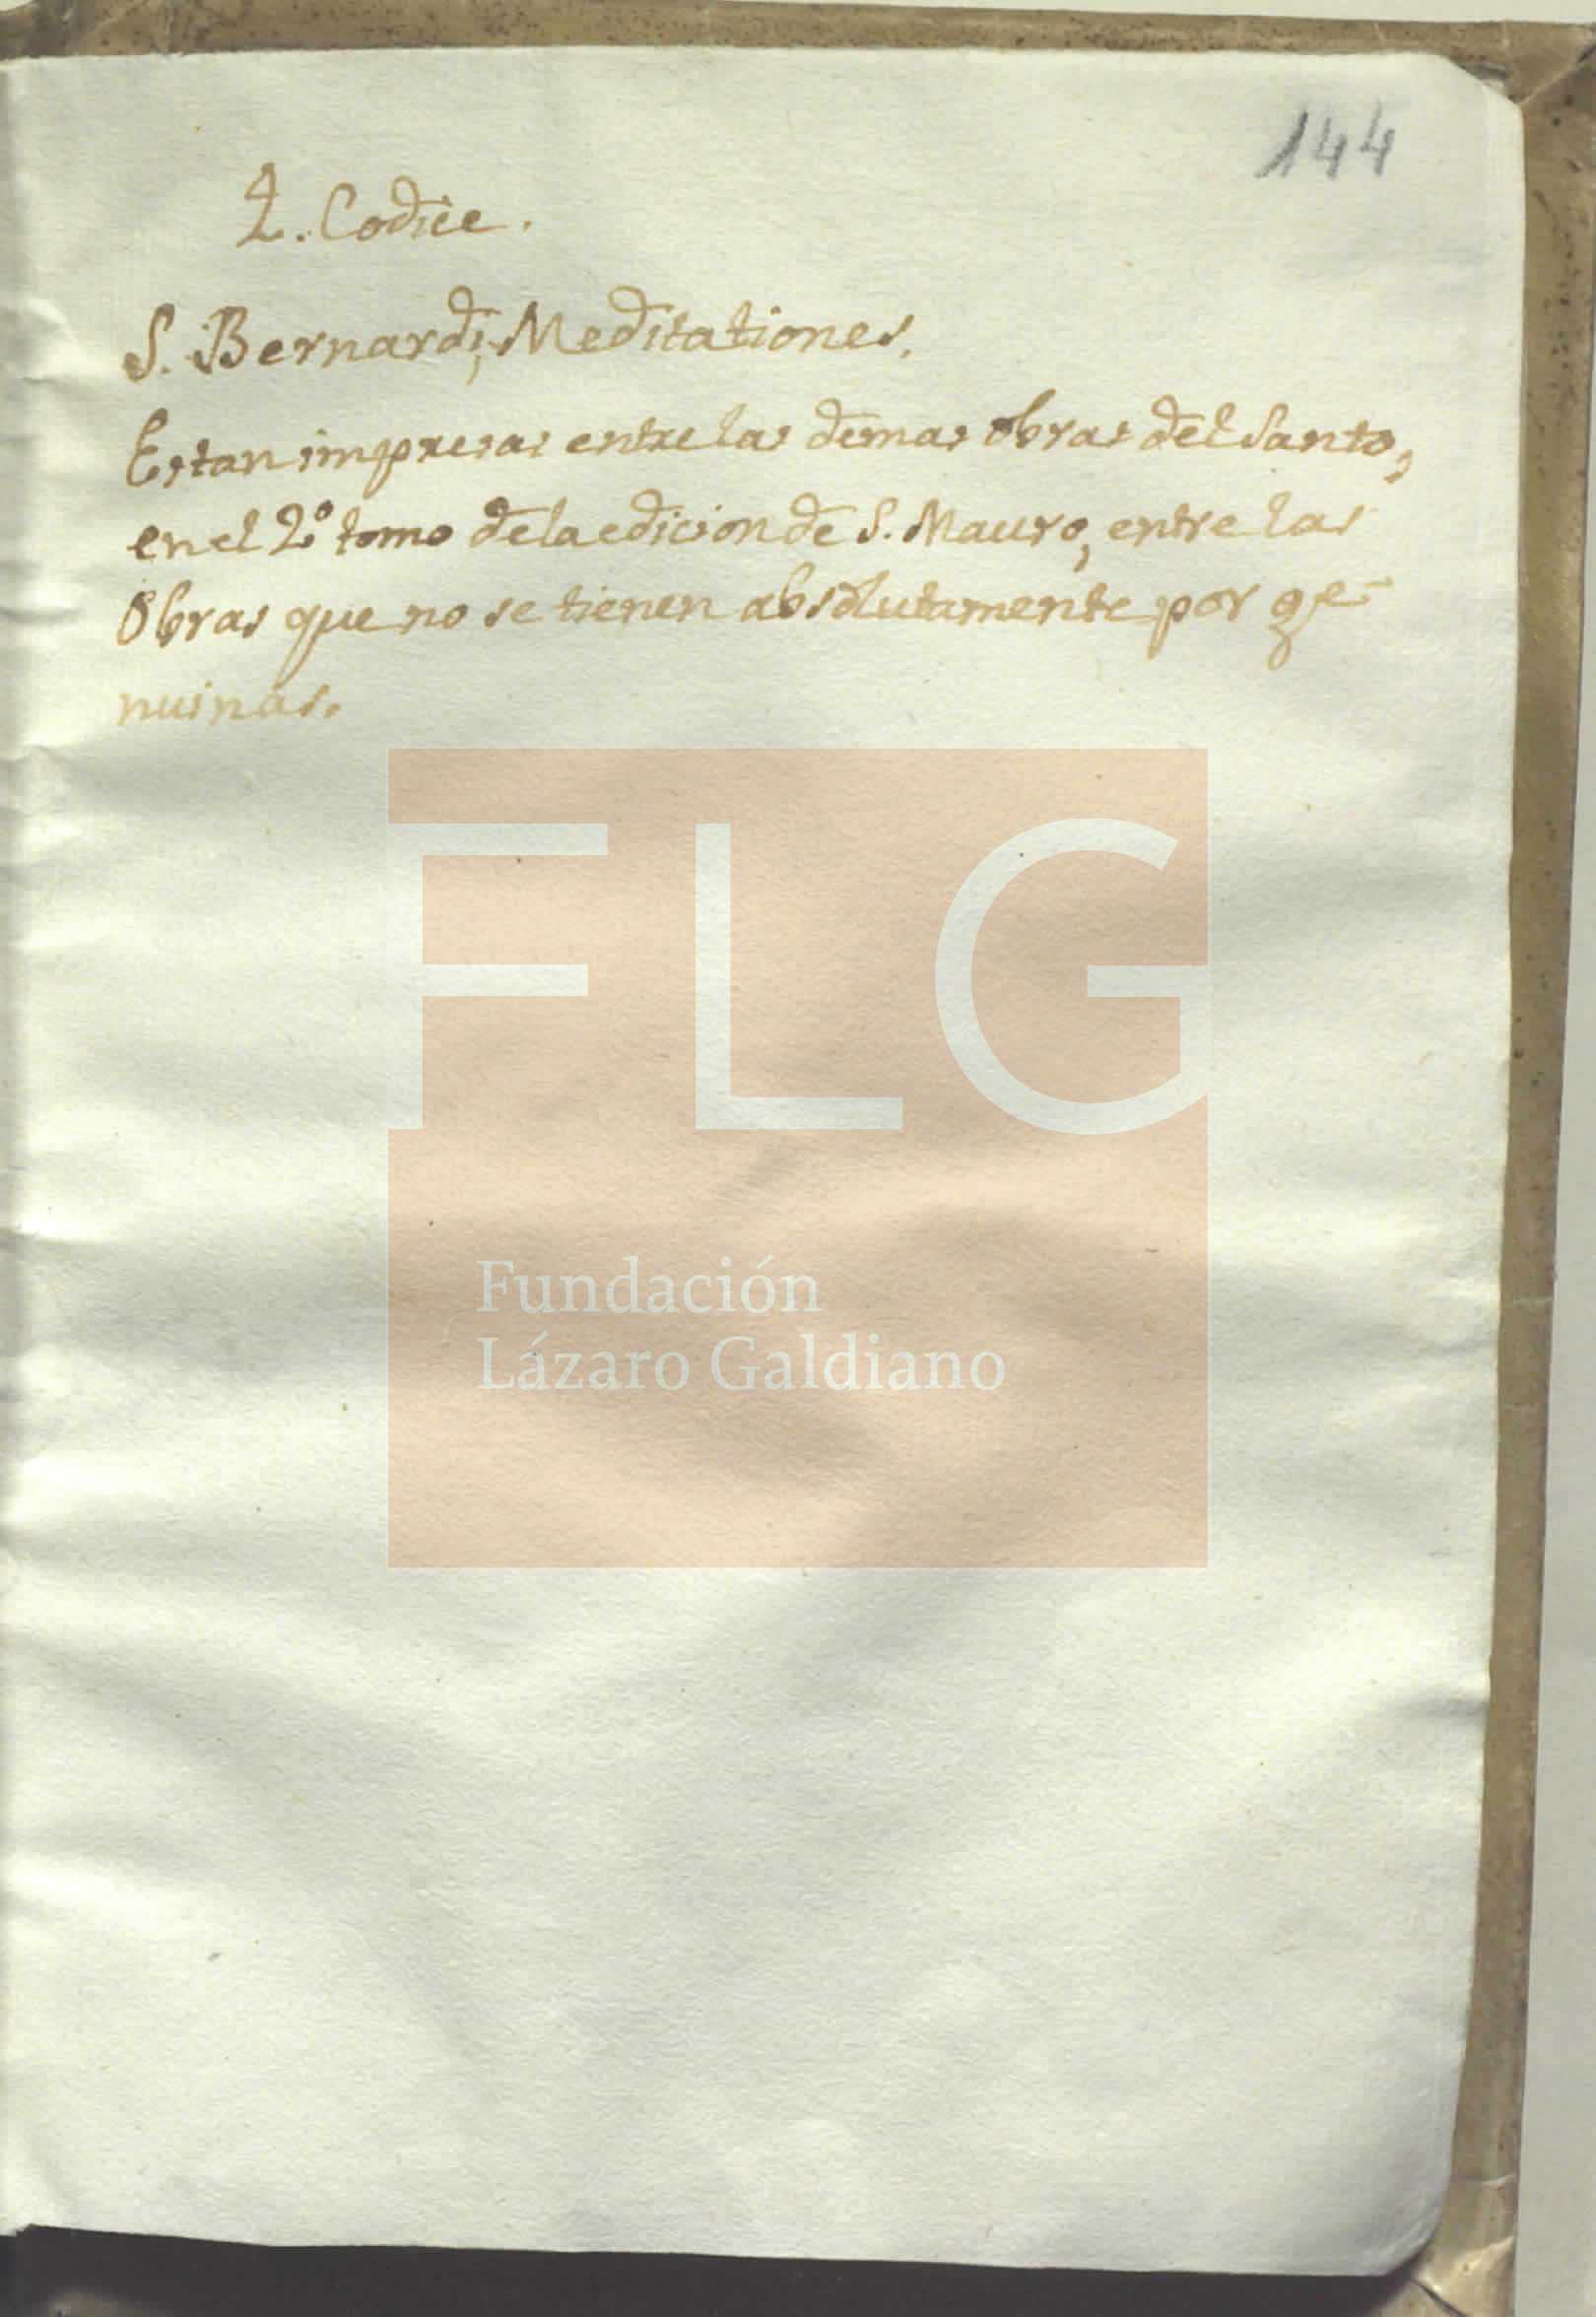 144
2. Codice.
S. Bernardi, Meditationes.
Estan impresas entre las demas obras del Santo,
en el 2º tomo de la edicion de S. Mauro, entre las
Obras que no se tienen absolutamente por ge-
nuinas.
FLG
Fundación
Lázaro Galdiano